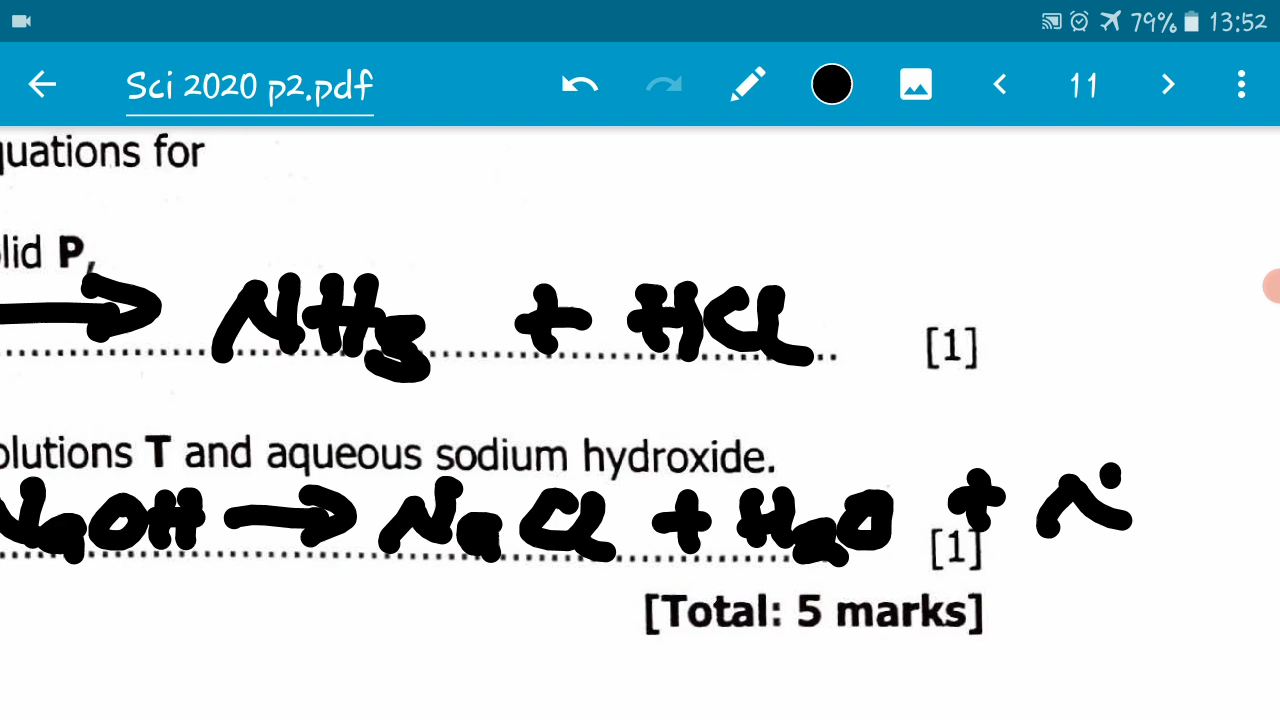 79% 13:52
Sci 2020 p2.pdf 11
quations for
lid P,
→ NH3 + HCl [1]
olutions T and aqueous sodium hydroxide.
NaOH → NaCl + H2O + N
[1]
[Total: 5 marks]